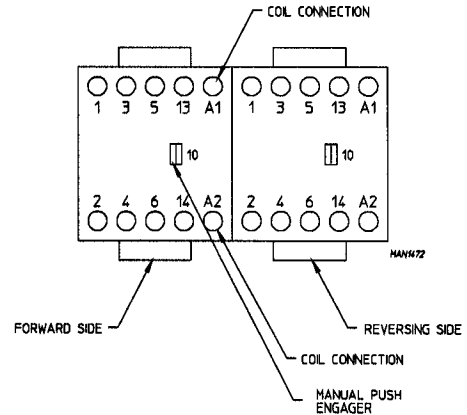 COIL CONNECTION
1 3 5 13 A1 1 3 5 13 A1
10 10
2 4 6 14 A2 2 4 6 14 A2
MAN1472
FORWARD SIDE
REVERSING SIDE
COIL CONNECTION
MANUAL PUSH
ENGAGER